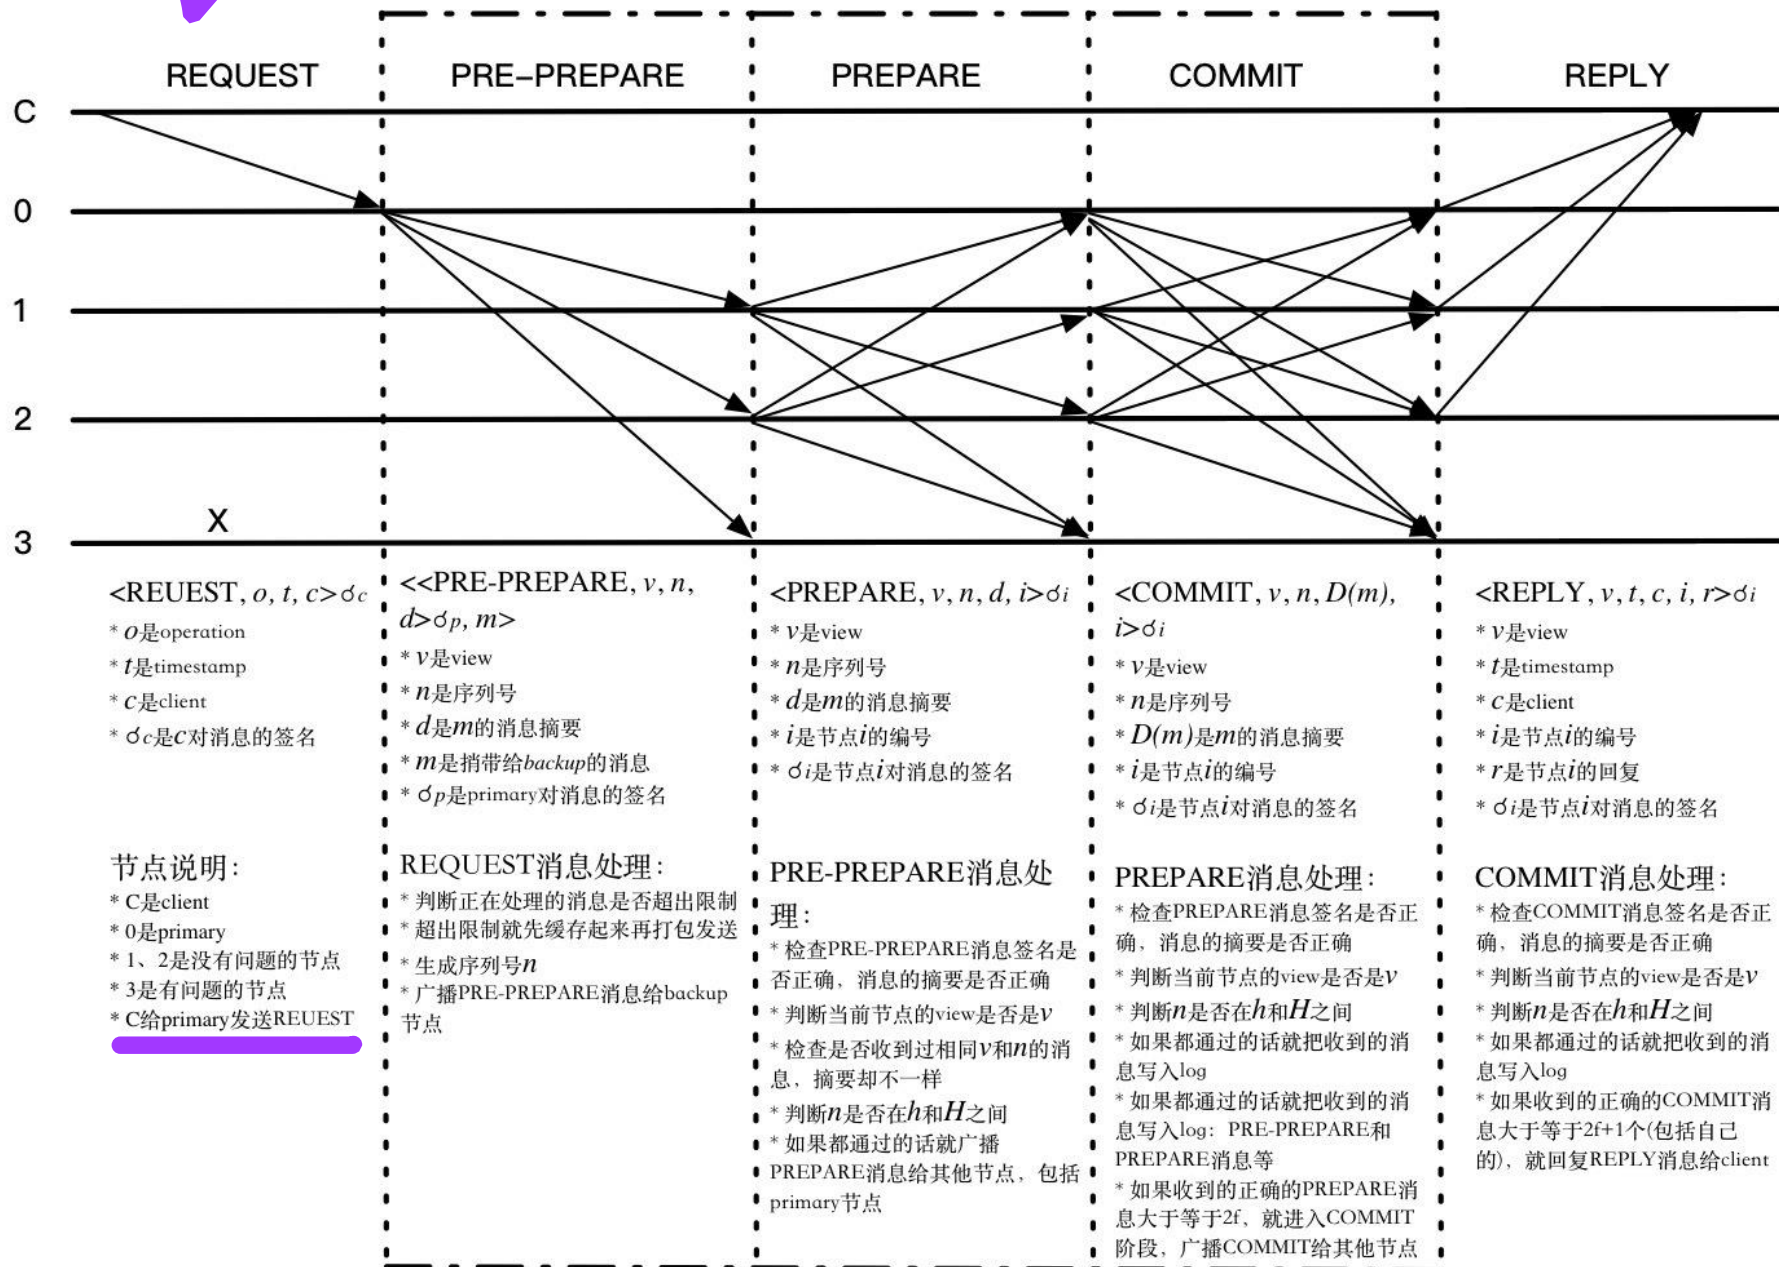 REQUEST
PRE-PREPARE
PREPARE
COMMIT
REPLY
C
0
1
2
X
3
<REUEST, o, t, c>σc
* o是operation
* t是timestamp
* c是client
* σc是c对消息的签名
节点说明：
* C是client
* 0是primary
* 1、2是没有问题的节点
* 3是有问题的节点
* C给primary发送REUEST
<<PRE-PREPARE, v, n,
d>σp, m>
* v是view
* n是序列号
* d是m的消息摘要
* m是捎带给backup的消息
* σp是primary对消息的签名
REQUEST消息处理：
* 判断正在处理的消息是否超出限制
* 超出限制就先缓存起来再打包发送
* 生成序列号n
* 广播PRE-PREPARE消息给backup
节点
<PREPARE, v, n, d, i>σi
* v是view
* n是序列号
* d是m的消息摘要
* i是节点i的编号
* σi是节点i对消息的签名
PRE-PREPARE消息处
理：
* 检查PRE-PREPARE消息签名是
否正确，消息的摘要是否正确
* 判断当前节点的view是否是v
* 检查是否收到过相同v和n的消
息，摘要却不一样
* 判断n是否在h和H之间
* 如果都通过的话就广播
PREPARE消息给其他节点，包括
primary节点
<COMMIT, v, n, D(m),
i>σi
* v是view
* n是序列号
* D(m)是m的消息摘要
* i是节点i的编号
* σi是节点i对消息的签名
PREPARE消息处理：
* 检查PREPARE消息签名是否正
确，消息的摘要是否正确
* 判断当前节点的view是否是v
* 判断n是否在h和H之间
* 如果都通过的话就把收到的消
息写入log
* 如果都通过的话就把收到的消
息写入log：PRE-PREPARE和
PREPARE消息等
* 如果收到的正确的PREPARE消
息大于等于2f，就进入COMMIT
阶段，广播COMMIT给其他节点
<REPLY, v, t, c, i, r>σi
* v是view
* t是timestamp
* c是client
* i是节点i的编号
* r是节点i的回复
* σi是节点i对消息的签名
COMMIT消息处理：
* 检查COMMIT消息签名是否正
确，消息的摘要是否正确
* 判断当前节点的view是否是v
* 判断n是否在h和H之间
* 如果都通过的话就把收到的消
息写入log
* 如果收到的正确的COMMIT消
息大于等于2f+1个(包括自己
的)，就回复REPLY消息给client